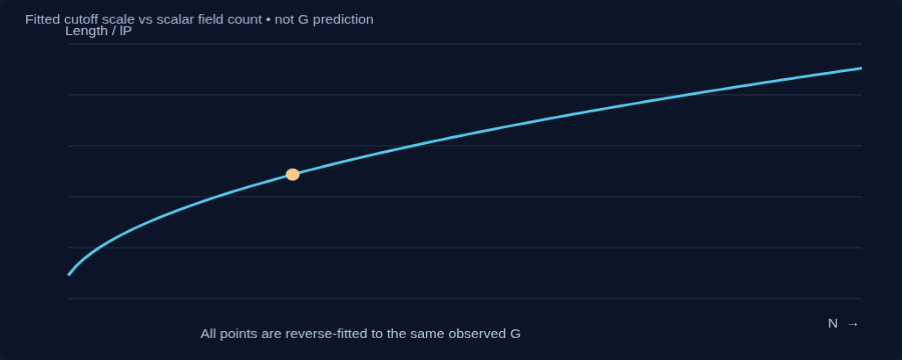 Fitted cutoff scale vs scalar field count • not G prediction
Length / lP
N →
All points are reverse-fitted to the same observed G